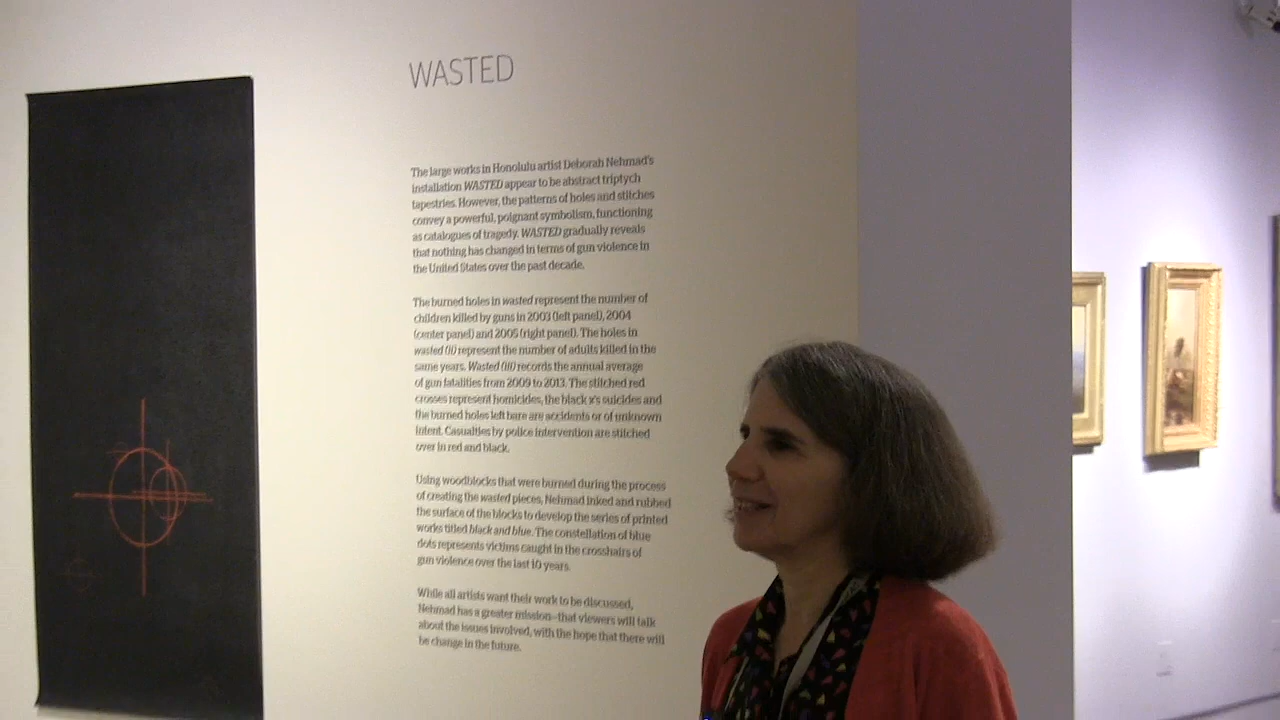 WASTED
The large works in Honolulu artist Deborah Nehmad's
installation WASTED appear to be abstract triptych
tapestries. However, the patterns of holes and stitches
convey a powerful, poignant symbolism, functioning
as catalogues of tragedy. WASTED gradually reveals
that nothing has changed in terms of gun violence in
the United States over the past decade.
The burned holes in wasted represent the number of
children killed by guns in 2003 (left panel), 2004
(center panel) and 2005 (right panel). The holes in
wasted (ii) represent the number of adults killed in the
same years. Wasted (iii) records the annual average
of gun fatalities from 2009 to 2013. The stitched red
crosses represent homicides, the black x's suicides and
the burned holes left bare are accidents or of unknown
intent. Casualties by police intervention are stitched
over in red and black.
Using woodblocks that were burned during the process
of creating the wasted pieces, Nehmad inked and rubbed
the surface of the blocks to develop the series of printed
works titled black and blue. The constellation of blue
dots represents victims caught in the crosshairs of
gun violence over the last 10 years.
While all artists want their work to be discussed,
Nehmad has a greater mission—that viewers will talk
about the issues involved, with the hope that there will
be change in the future.